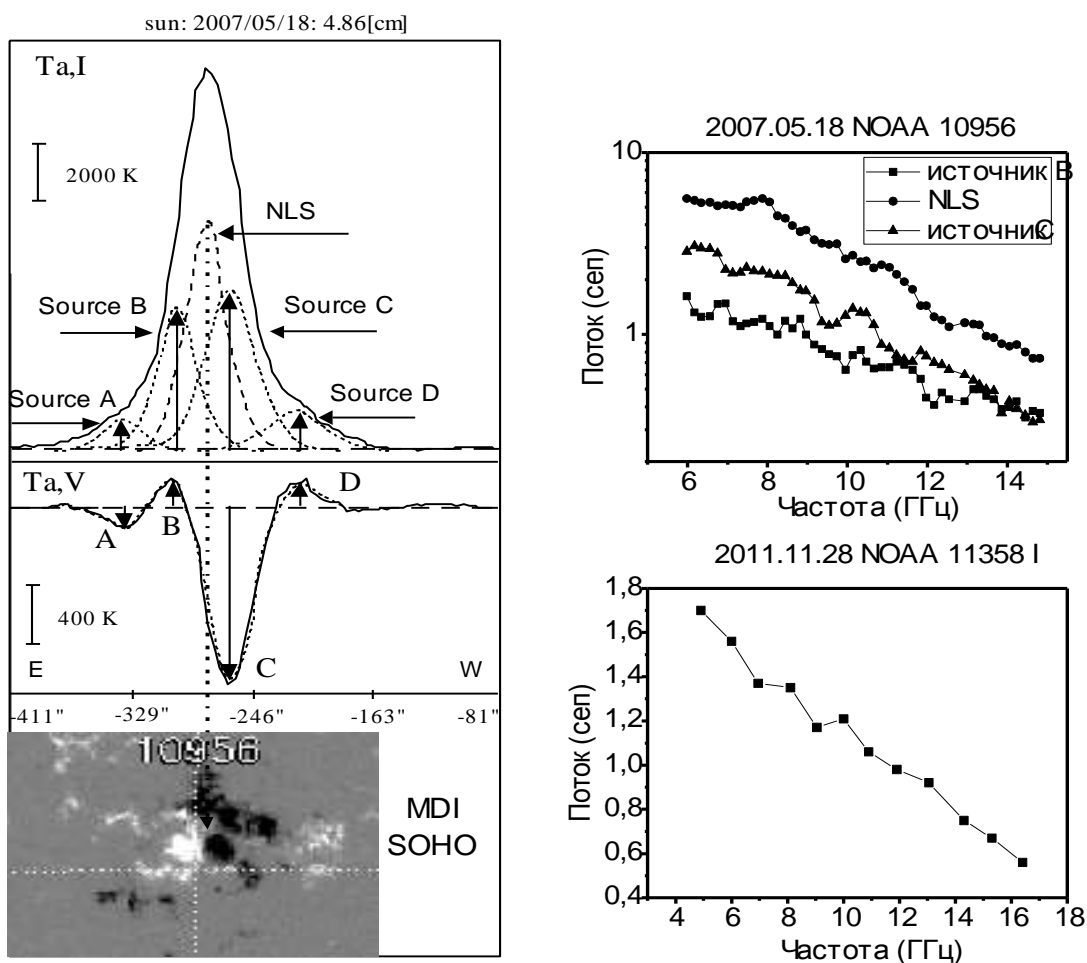 sun: 2007/05/18: 4.86[cm]
Ta,I
2000 K
NLS
Source B
Source C
Source A
Source D
Ta,V
D
A
B
400 K
C
E
W
-411" -329" -246" -163" -81"
10956
MDI
SOHO
2007.05.18 NOAA 10956
источник B
NLS
источникC
10
1
Поток (сеп)
6 8 10 12 14
Частота (ГГц)
2011.11.28 NOAA 11358 I
1,8
1,6
1,4
1,2
1,0
0,8
0,6
0,4
Поток (сеп)
4 6 8 10 12 14 16 18
Частота (ГГц)